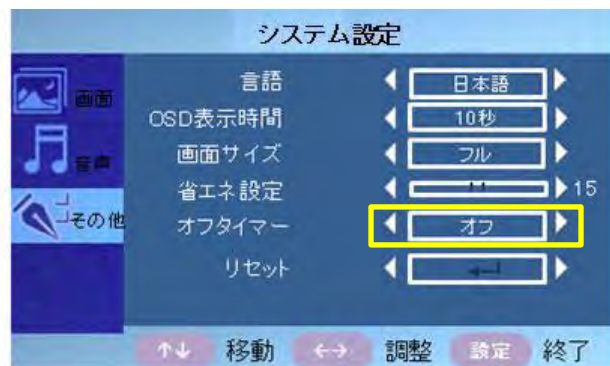 システム設定
画面
音声
その他
言語 日本語
OSD表示時間 10秒
画面サイズ フル
省エネ設定 15
オフタイマー オフ
リセット
↑↓ 移動 ←→ 調整 設定 終了